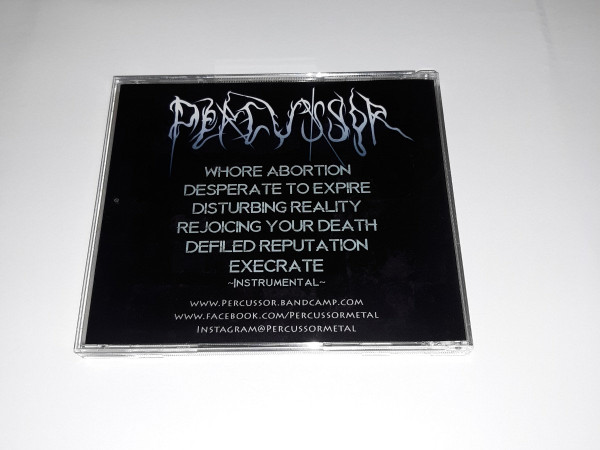 PERCUSSOR
WHORE ABORTION
DESPERATE TO EXPIRE
DISTURBING REALITY
REJOICING YOUR DEATH
DEFILED REPUTATION
EXECRATE
~INSTRUMENTAL~
WWW.PERCUSSOR.BANDCAMP.COM
WWW.FACEBOOK.COM/PERCUSSORMETAL
INSTAGRAM@PERCUSSORMETAL